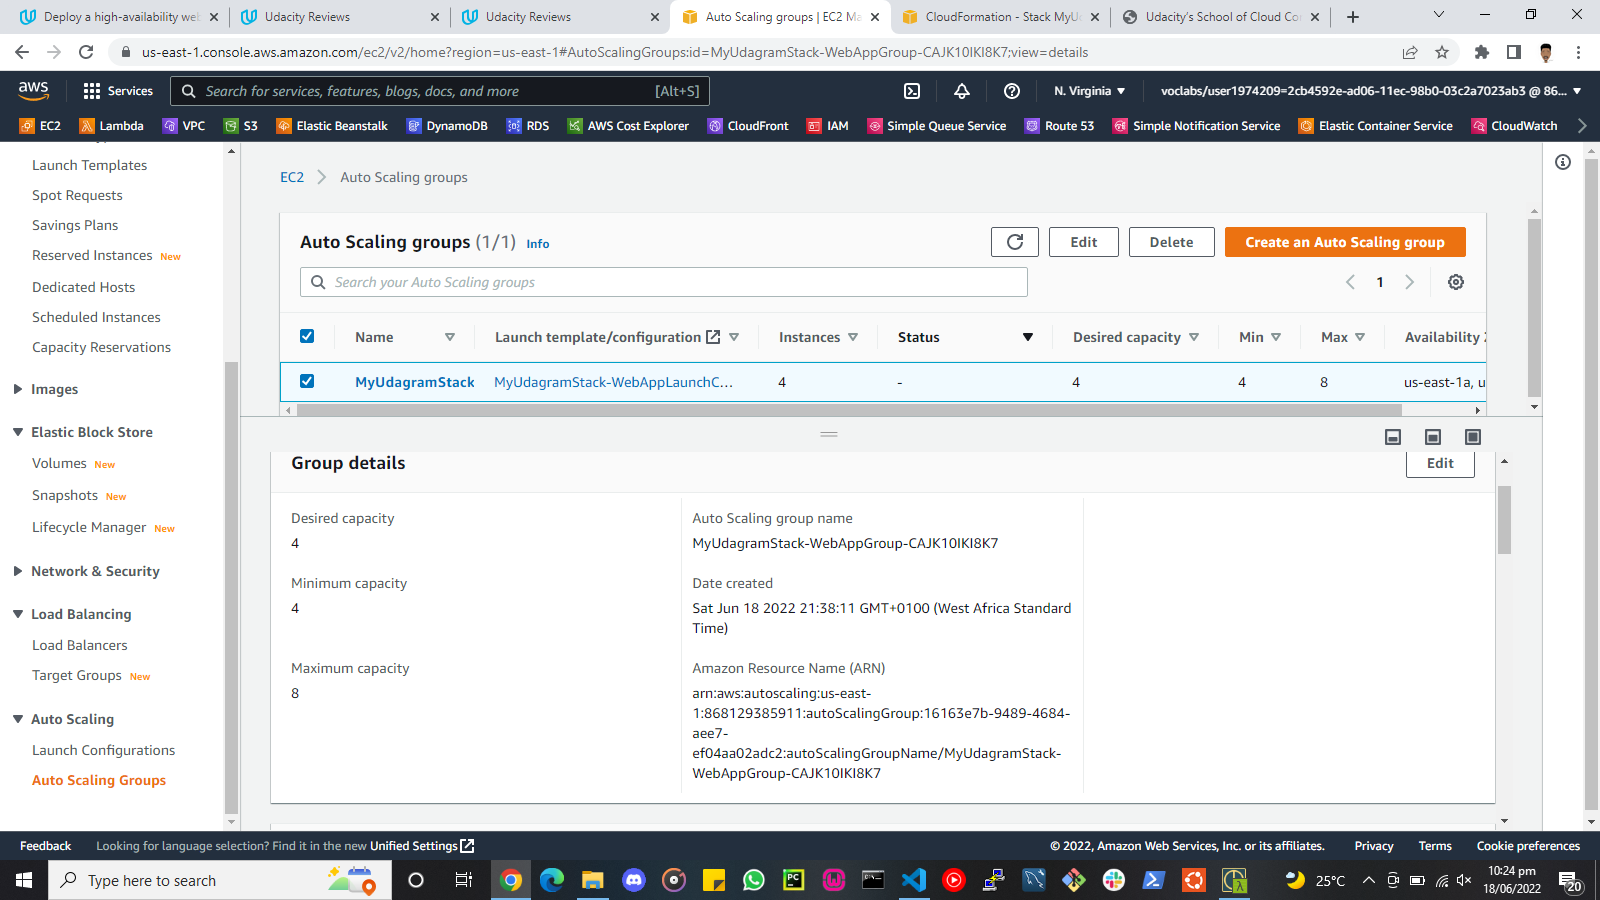 Deploy a high-availability web
Udacity Reviews
Udacity Reviews
Auto Scaling groups | EC2 Ma
CloudFormation - Stack MyU
Udacity's School of Cloud Co
us-east-1.console.aws.amazon.com/ec2/v2/home?region=us-east-1#AutoScalingGroups:id=MyUdagramStack-WebAppGroup-CAJK10IKI8K7;view=details
aws
Services
Search for services, features, blogs, docs, and more
[Alt+S]
N. Virginia
voclabs/user1974209=2cb4592e-ad06-11ec-98b0-03c2a7023ab3 @ 86...
EC2
Lambda
VPC
S3
Elastic Beanstalk
DynamoDB
RDS
AWS Cost Explorer
CloudFront
IAM
Simple Queue Service
Route 53
Simple Notification Service
Elastic Container Service
CloudWatch
Launch Templates
Spot Requests
Savings Plans
Reserved Instances New
Dedicated Hosts
Scheduled Instances
Capacity Reservations
Images
Elastic Block Store
Volumes New
Snapshots New
Lifecycle Manager New
Network & Security
Load Balancing
Load Balancers
Target Groups New
Auto Scaling
Launch Configurations
Auto Scaling Groups
EC2
Auto Scaling groups
Auto Scaling groups (1/1) Info
Edit
Delete
Create an Auto Scaling group
Search your Auto Scaling groups
1
Name
Launch template/configuration
Instances
Status
Desired capacity
Min
Max
Availability
MyUdagramStack
MyUdagramStack-WebAppLaunchC...
4
-
4
4
8
us-east-1a, u
Group details
Edit
Desired capacity
4
Minimum capacity
4
Maximum capacity
8
Auto Scaling group name
MyUdagramStack-WebAppGroup-CAJK10IKI8K7
Date created
Sat Jun 18 2022 21:38:11 GMT+0100 (West Africa Standard
Time)
Amazon Resource Name (ARN)
arn:aws:autoscaling:us-east-
1:868129385911:autoScalingGroup:16163e7b-9489-4684-
aee7-
ef04aa02adc2:autoScalingGroupName/MyUdagramStack-
WebAppGroup-CAJK10IKI8K7
Feedback
Looking for language selection? Find it in the new Unified Settings
© 2022, Amazon Web Services, Inc. or its affiliates.
Privacy
Terms
Cookie preferences
Type here to search
25°C
10:24 pm
18/06/2022
20